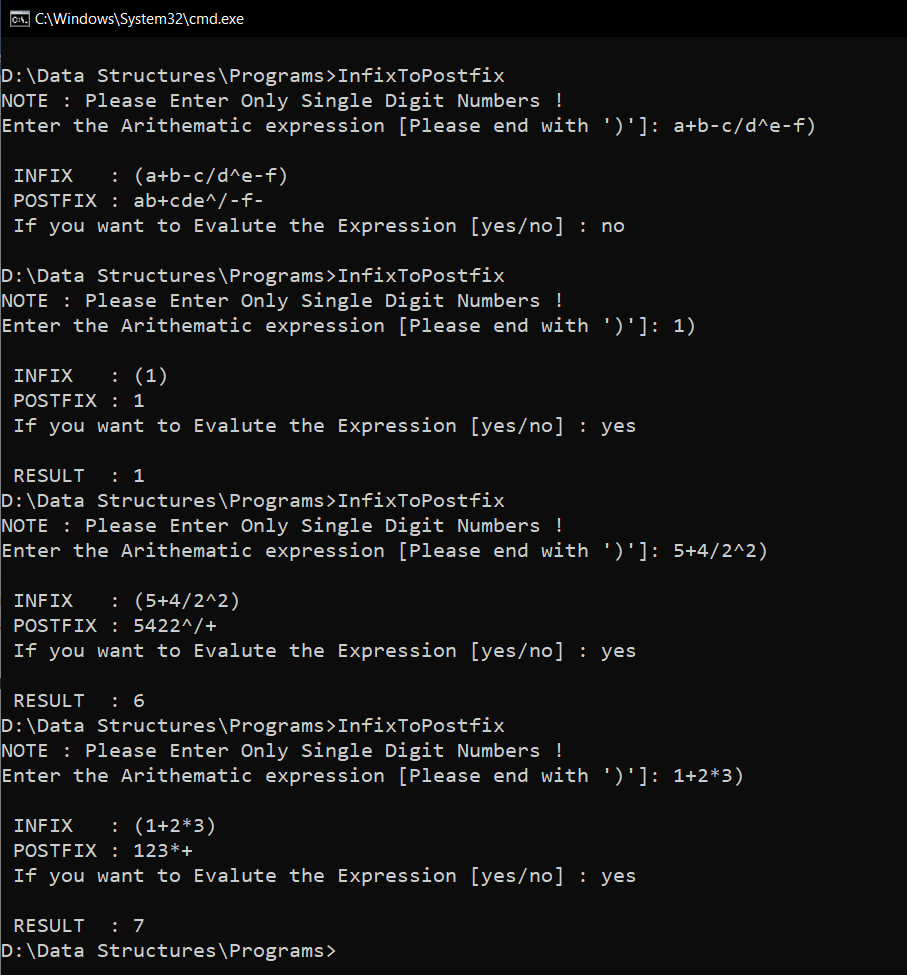 C:\Windows\System32\cmd.exe
D:\Data Structures\Programs>InfixToPostfix
NOTE : Please Enter Only Single Digit Numbers !
Enter the Arithematic expression [Please end with ')']: a+b-c/d^e-f)
INFIX   : (a+b-c/d^e-f)
POSTFIX : ab+cde^/-f-
If you want to Evalute the Expression [yes/no] : no
D:\Data Structures\Programs>InfixToPostfix
NOTE : Please Enter Only Single Digit Numbers !
Enter the Arithematic expression [Please end with ')']: 1)
INFIX   : (1)
POSTFIX : 1
If you want to Evalute the Expression [yes/no] : yes
RESULT  : 1
D:\Data Structures\Programs>InfixToPostfix
NOTE : Please Enter Only Single Digit Numbers !
Enter the Arithematic expression [Please end with ')']: 5+4/2^2)
INFIX   : (5+4/2^2)
POSTFIX : 5422^/+
If you want to Evalute the Expression [yes/no] : yes
RESULT  : 6
D:\Data Structures\Programs>InfixToPostfix
NOTE : Please Enter Only Single Digit Numbers !
Enter the Arithematic expression [Please end with ')']: 1+2*3)
INFIX   : (1+2*3)
POSTFIX : 123*+
If you want to Evalute the Expression [yes/no] : yes
RESULT  : 7
D:\Data Structures\Programs>